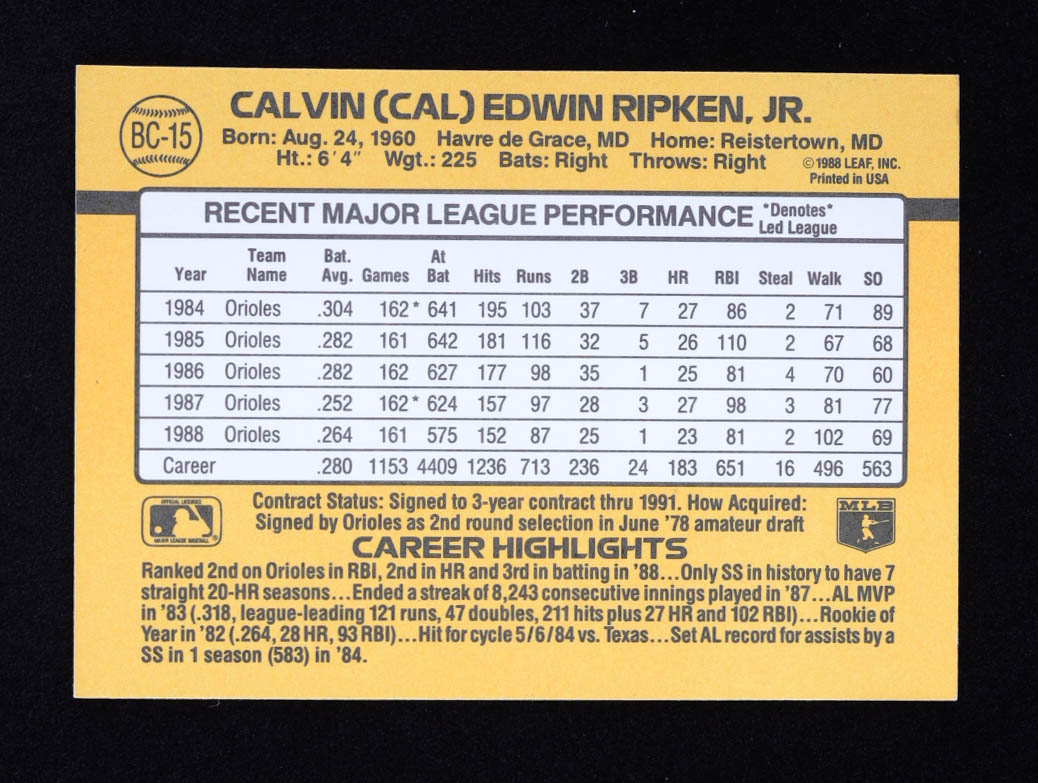 BC-15
CALVIN (CAL) EDWIN RIPKEN, JR.
Born: Aug. 24, 1960 Havre de Grace, MD Home: Reistertown, MD
Ht.: 6'4" Wgt.: 225 Bats: Right Throws: Right
©1988 LEAF, INC.
Printed in USA
RECENT MAJOR LEAGUE PERFORMANCE
*Denotes*
Led League
Year Team Name Bat. Avg. Games At Bat Hits Runs 2B 3B HR RBI Steal Walk SO
1984 Orioles .304 162* 641 195 103 37 7 27 86 2 71 89
1985 Orioles .282 161 642 181 116 32 5 26 110 2 67 68
1986 Orioles .282 162 627 177 98 35 1 25 81 4 70 60
1987 Orioles .252 162* 624 157 97 28 3 27 98 3 81 77
1988 Orioles .264 161 575 152 87 25 1 23 81 2 102 69
Career .280 1153 4409 1236 713 236 24 183 651 16 496 563
OFFICIAL LICENSEE
MAJOR LEAGUE BASEBALL
®
Contract Status: Signed to 3-year contract thru 1991. How Acquired:
Signed by Orioles as 2nd round selection in June '78 amateur draft
MLB
CAREER HIGHLIGHTS
Ranked 2nd on Orioles in RBI, 2nd in HR and 3rd in batting in '88...Only SS in history to have 7
straight 20-HR seasons...Ended a streak of 8,243 consecutive innings played in '87...AL MVP
in '83 (.318, league-leading 121 runs, 47 doubles, 211 hits plus 27 HR and 102 RBI)...Rookie of
Year in '82 (.264, 28 HR, 93 RBI)...Hit for cycle 5/6/84 vs. Texas...Set AL record for assists by a
SS in 1 season (583) in '84.